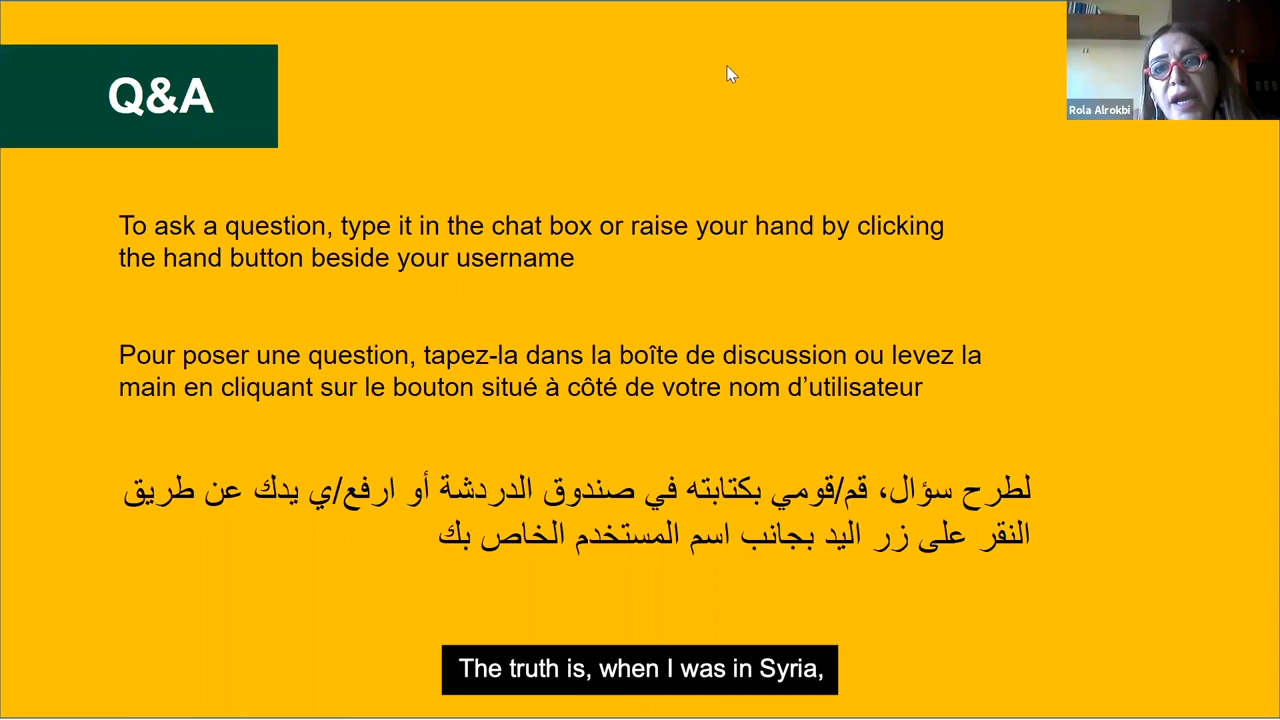 Q&A
Rola Alrokbi
To ask a question, type it in the chat box or raise your hand by clicking
the hand button beside your username
Pour poser une question, tapez-la dans la boîte de discussion ou levez la
main en cliquant sur le bouton situé à côté de votre nom d’utilisateur
لطرح سؤال، قم/قومي بكتابته في صندوق الدردشة أو ارفع/ي يدك عن طريق
النقر على زر اليد بجانب اسم المستخدم الخاص بك
The truth is, when I was in Syria,